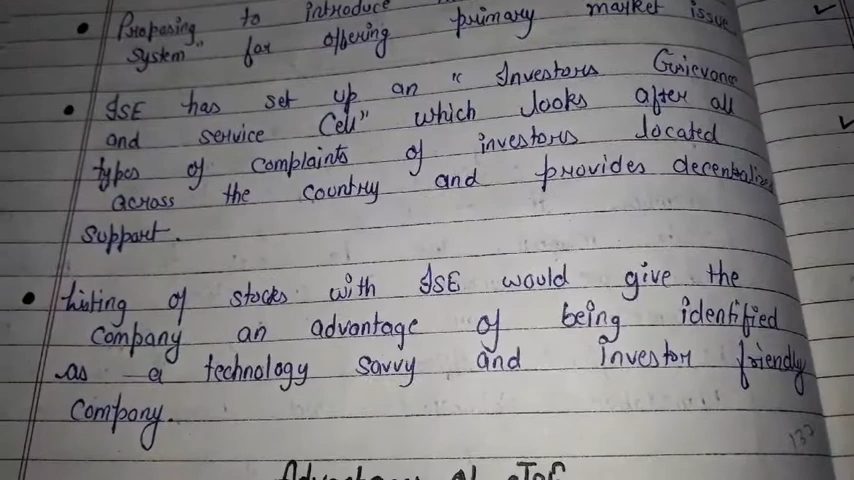 • Proposing to introduce
system" for offering primary market issue
• ISE has set up an "Investors Grievance
and service Cell" which looks after all
types of complaints of investors located
across the country and provides decentralized
support.
• Listing of stocks with ISE would give the
company an advantage of being identified
as a technology savvy and investor friendly
company.
132